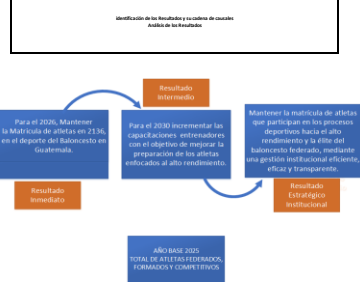 identificación de los Resultados y su cadena de causales
Análisis de los Resultados
Resultado
Intermedio
Para el 2026, Mantener
la Matricula de atletas en 2136,
en el deporte del Baloncesto en
Guatemala.
Para el 2030 incrementar las
capacitaciones entrenadores
con el objetivo de mejorar la
preparación de los atletas
enfocados al alto rendimiento.
Mantener la matricula de atletas
que participan en los procesos
deportivos hacia el alto
rendimiento y la élite del
baloncesto federado, mediante
una gestión institucional eficiente,
eficaz y transparente.
Resultado
Inmediato
Resultado
Estratégico
Institucional
AÑO BASE 2025
TOTAL DE ATLETAS FEDERADOS,
FORMADOS Y COMPETITIVOS